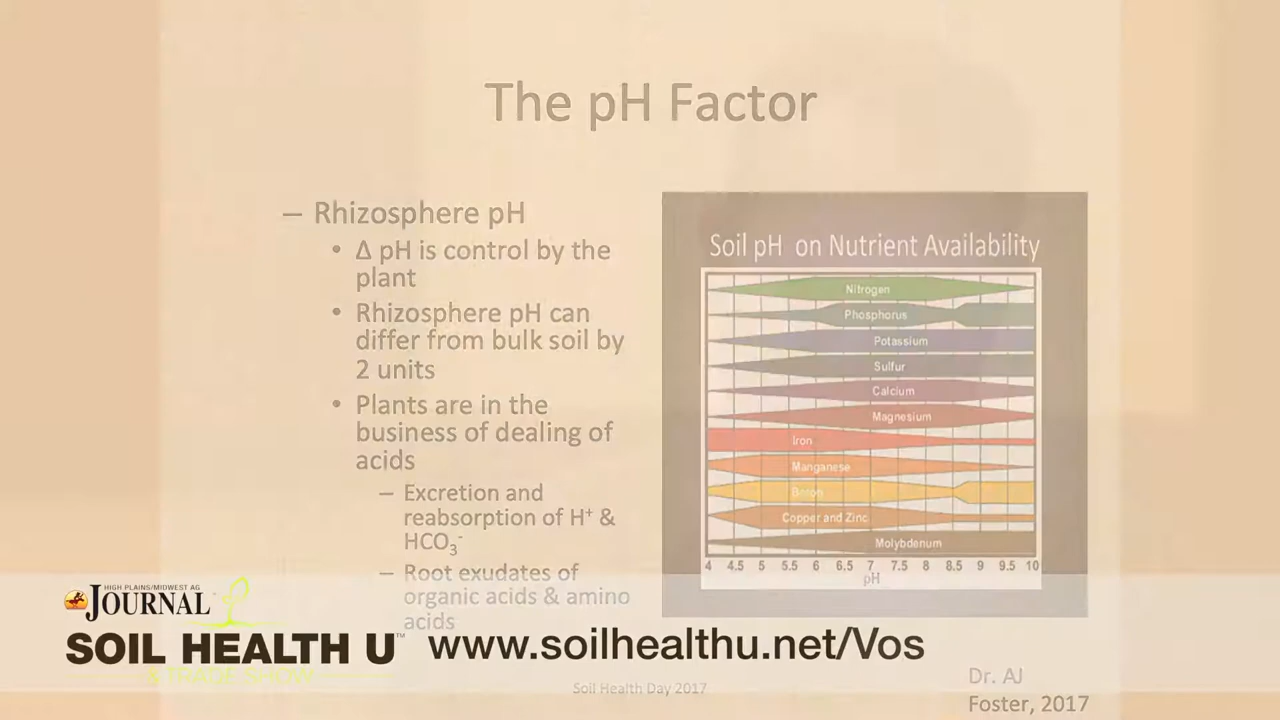 The pH Factor
– Rhizosphere pH
• Δ pH is control by the
plant
• Rhizosphere pH can
differ from bulk soil by
2 units
• Plants are in the
business of dealing of
acids
– Excretion and
reabsorption of H⁺ &
HCO₃⁻
– Root exudates of
organic acids & amino
acids
Soil pH on Nutrient Availability
Nitrogen
Phosphorus
Potassium
Sulfur
Calcium
Magnesium
Iron
Manganese
Boron
Copper and Zinc
Molybdenum
4 4.5 5 5.5 6 6.5 7 7.5 8 8.5 9 9.5 10
pH
HIGH PLAINS/MIDWEST AG
JOURNAL
SOIL HEALTH U™
& TRADE SHOW
www.soilhealthu.net/Vos
Soil Health Day 2017
Dr. AJ
Foster, 2017